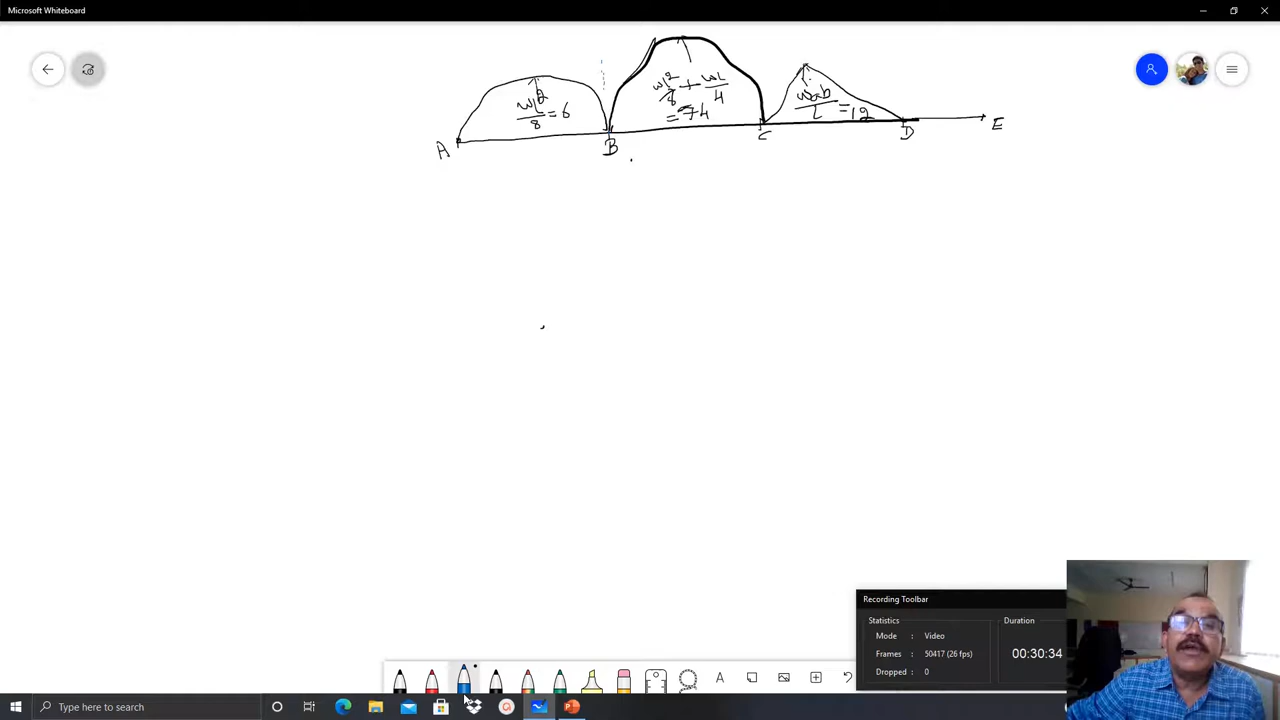 Microsoft Whiteboard
wl²/8 = 6
wl²/8 + wL/4
= 74
wab/L = 12
A
B
C
D
E
Recording Toolbar
Statistics
Duration
Mode : Video
Frames : 50417 (26 fps)
00:30:34
Dropped : 0
A
Type here to search